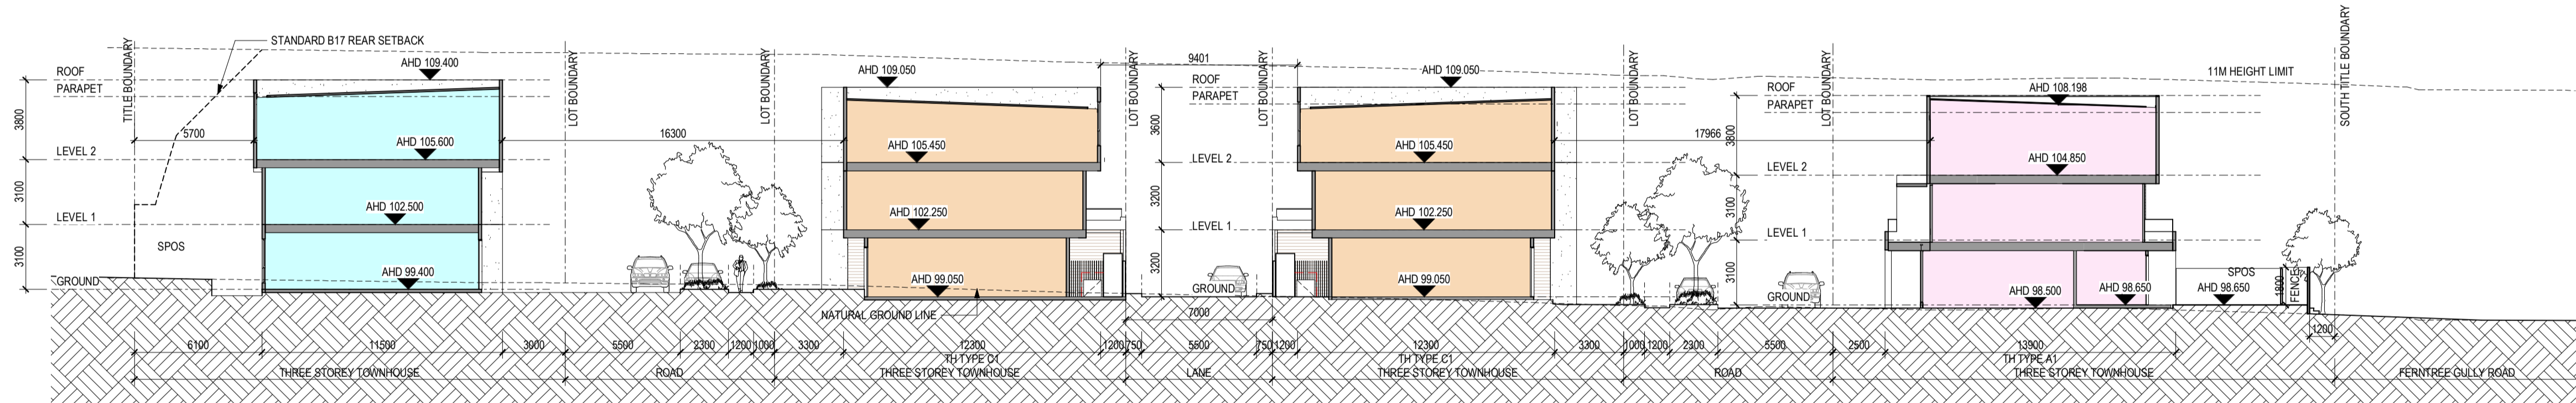 STANDARD B17 REAR SETBACK
TITLE BOUNDARY
ROOF
PARAPET
LEVEL 2
LEVEL 1
GROUND
3800
3100
3100
5700
SPOS
AHD 109.400
AHD 105.600
AHD 102.500
AHD 99.400
LOT BOUNDARY
16300
LOT BOUNDARY
AHD 109.050
AHD 105.450
AHD 102.250
AHD 99.050
NATURAL GROUND LINE
9401
LOT BOUNDARY
3600
3200
3200
ROOF
PARAPET
LEVEL 2
LEVEL 1
GROUND
7000
LOT BOUNDARY
AHD 109.050
AHD 105.450
AHD 102.250
AHD 99.050
LOT BOUNDARY
17966
3800
3100
3100
ROOF
PARAPET
LEVEL 2
LEVEL 1
GROUND
LOT BOUNDARY
11M HEIGHT LIMIT
AHD 108.198
AHD 104.850
AHD 98.500
AHD 98.650
SPOS
AHD 98.650
1800
FENCE
SOUTH TITLE BOUNDARY
1200
6100 11500 3000 5500 2300 1200 1000 3300 12300 1200 750 5500 750 1200 12300 3300 1000 1200 2300 5500 2500 13900
TH TYPE C1 TH TYPE C1 TH TYPE A1
THREE STOREY TOWNHOUSE ROAD THREE STOREY TOWNHOUSE LANE THREE STOREY TOWNHOUSE ROAD THREE STOREY TOWNHOUSE FERNTREE GULLY ROAD